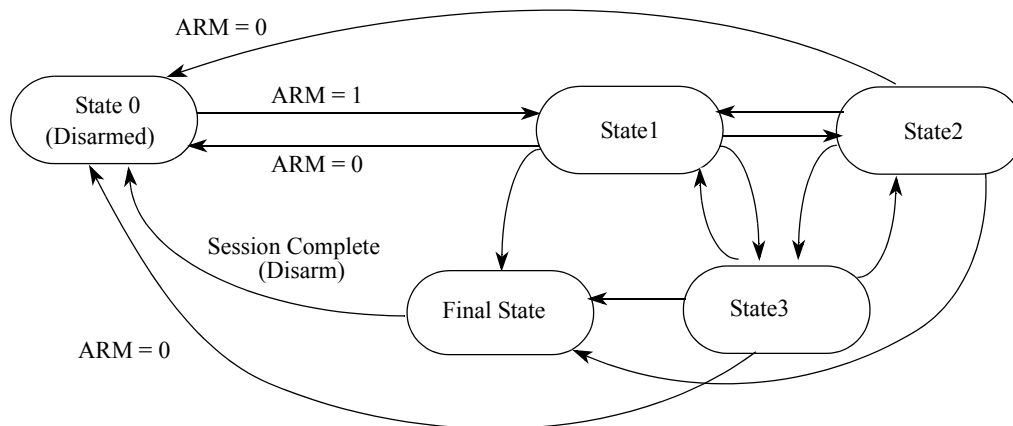 ARM = 0
State 0
(Disarmed)
ARM = 1
State1
State2
ARM = 0
Session Complete
(Disarm)
Final State
State3
ARM = 0